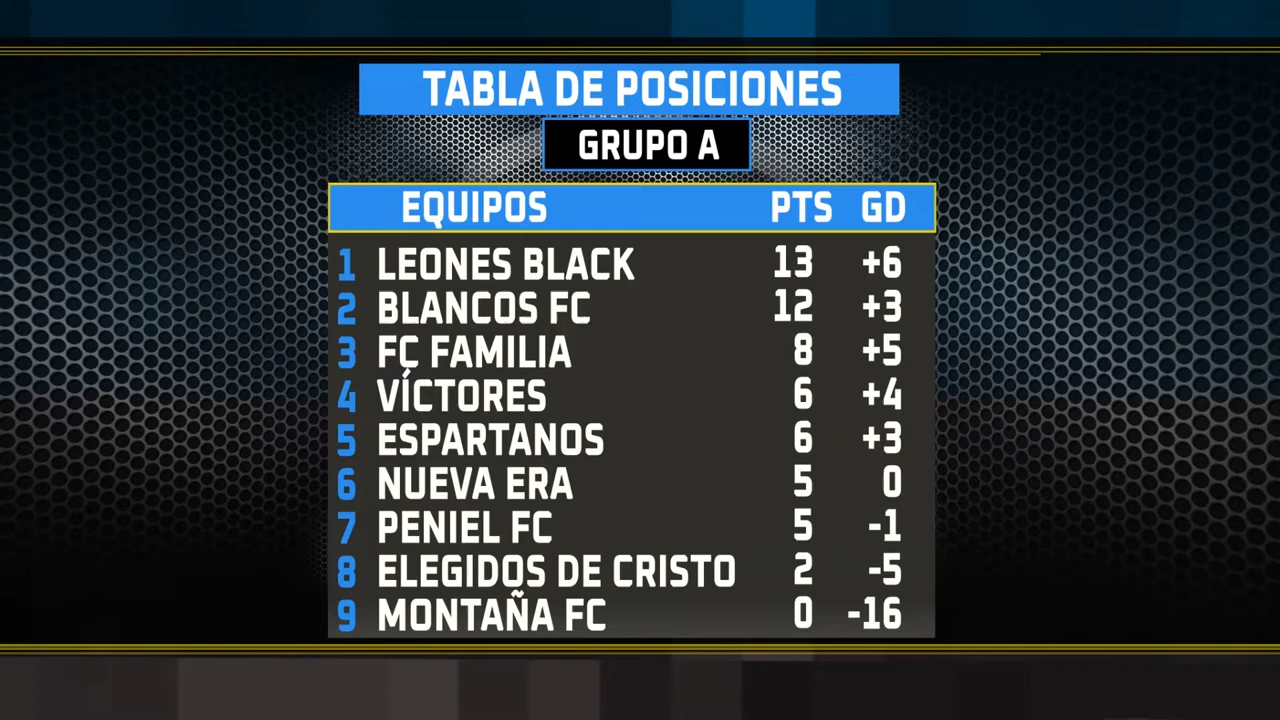 TABLA DE POSICIONES
GRUPO A
EQUIPOS PTS GD
1 LEONES BLACK 13 +6
2 BLANCOS FC 12 +3
3 FC FAMILIA 8 +5
4 VÍCTORES 6 +4
5 ESPARTANOS 6 +3
6 NUEVA ERA 5 0
7 PENIEL FC 5 -1
8 ELEGIDOS DE CRISTO 2 -5
9 MONTAÑA FC 0 -16